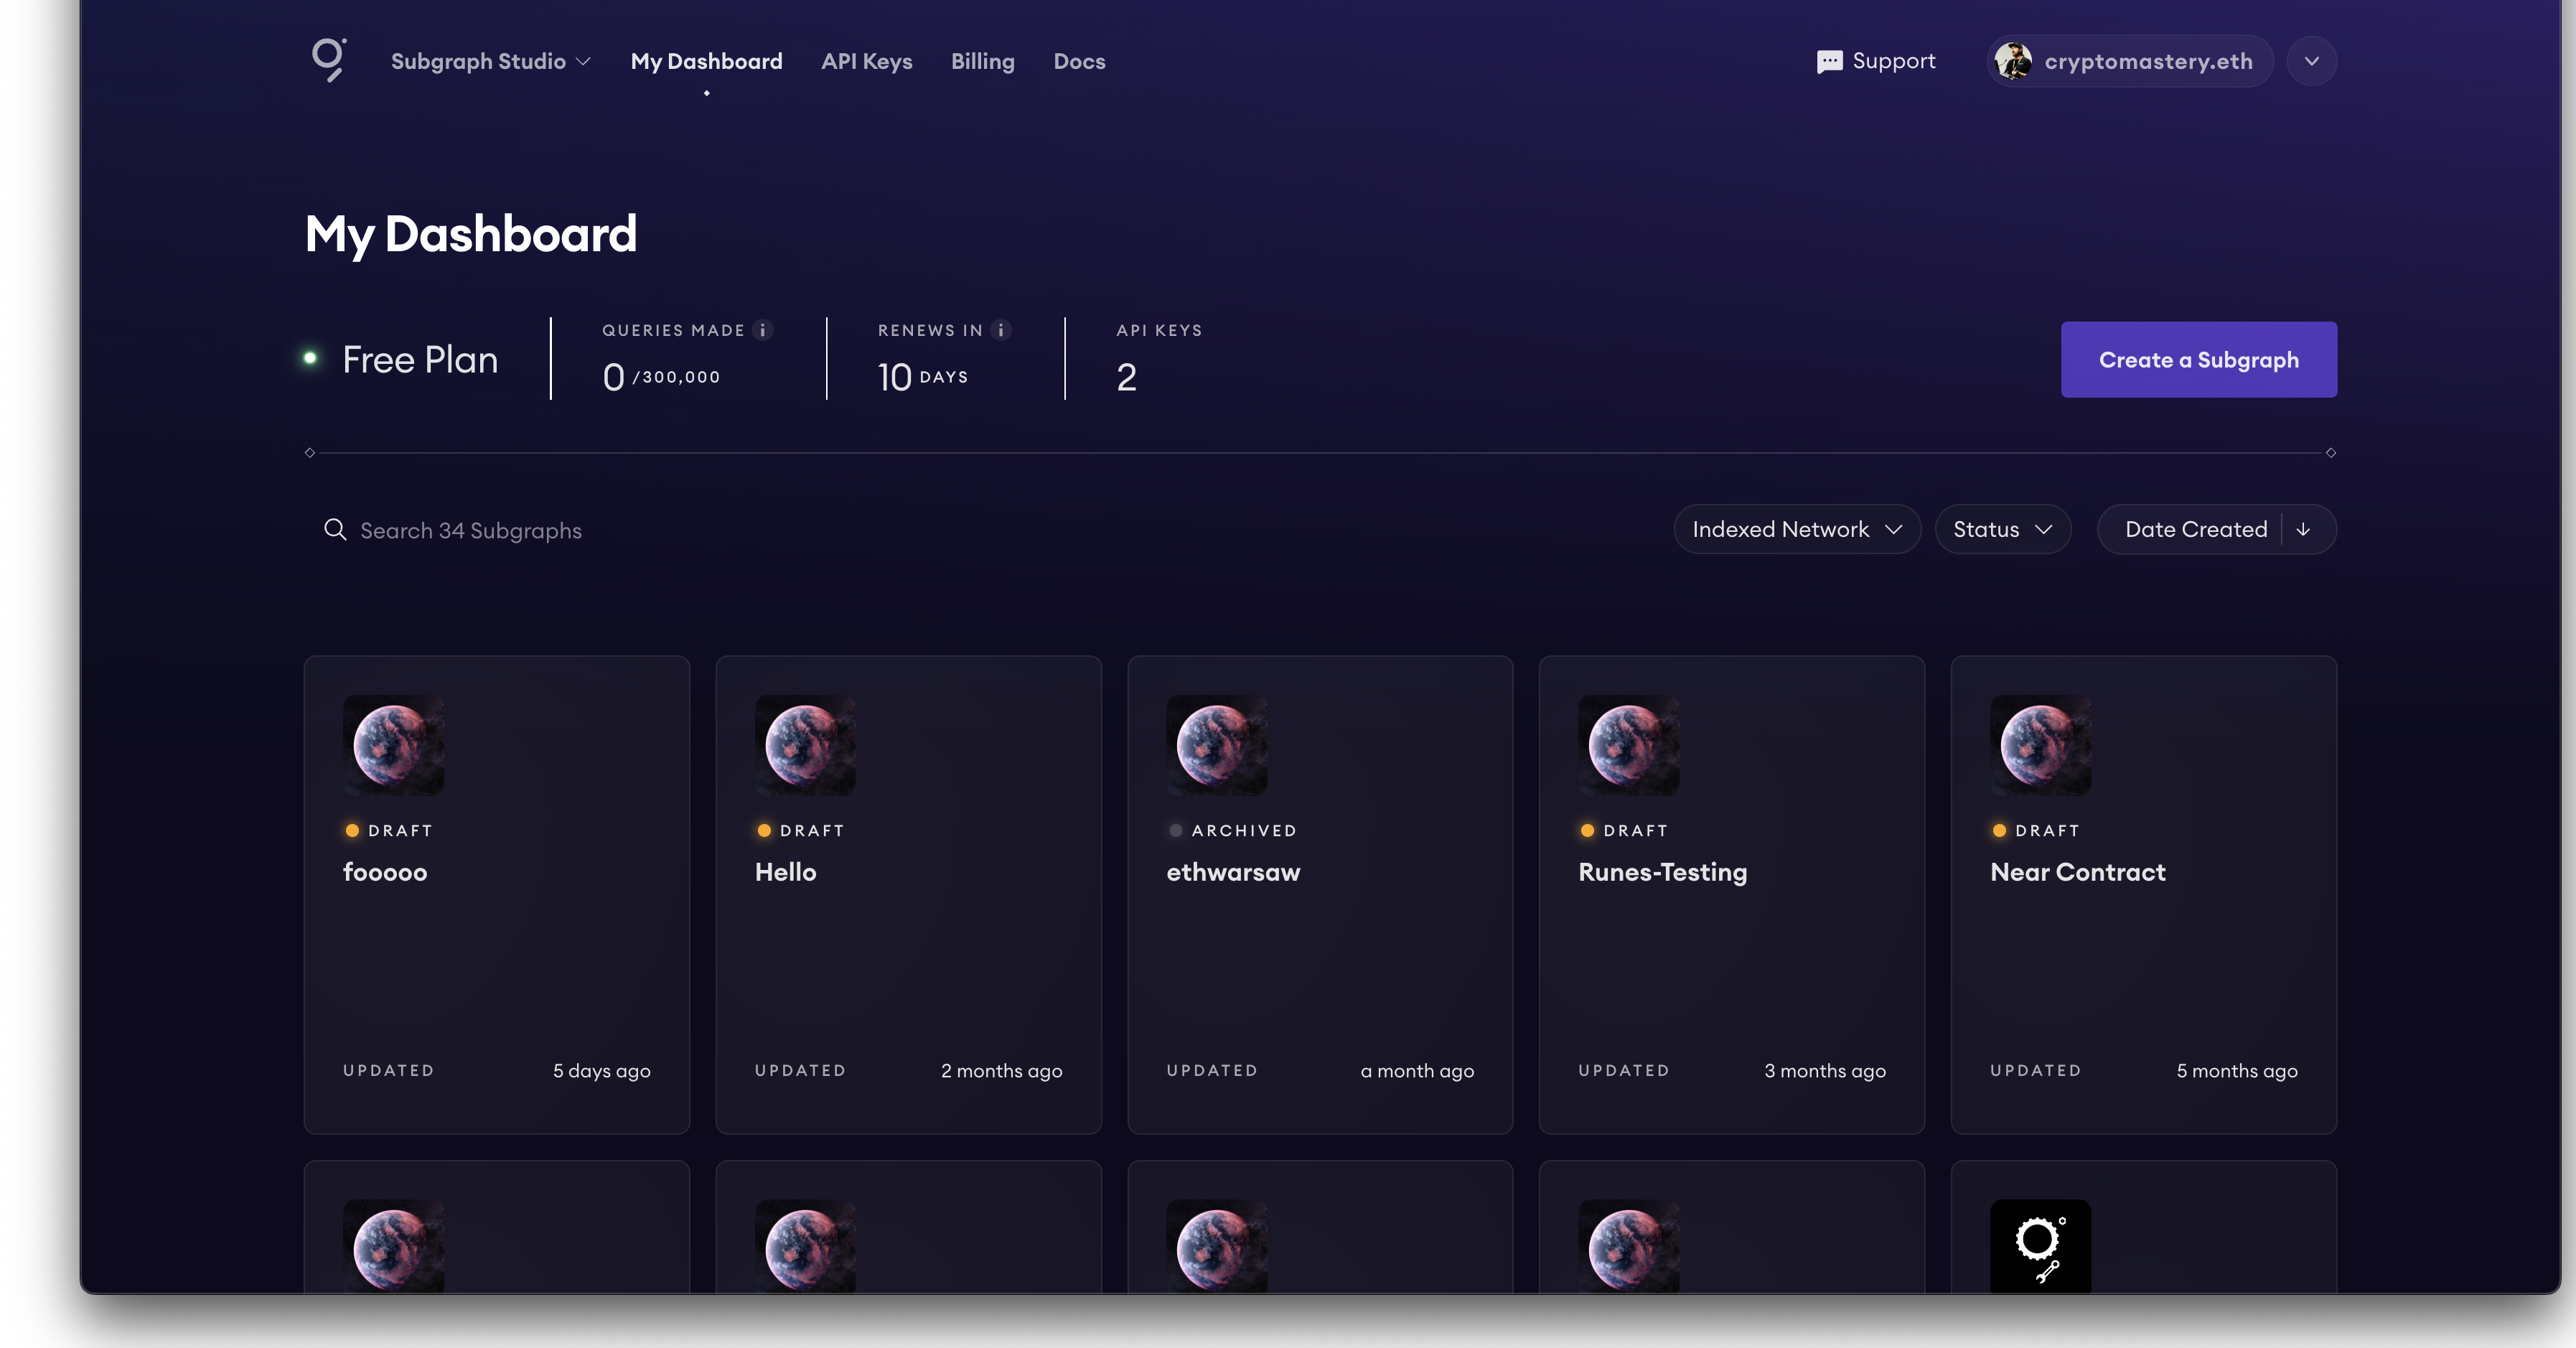 Subgraph Studio My Dashboard API Keys Billing Docs Support cryptomastery.eth
My Dashboard
Free Plan
QUERIES MADE i RENEWS IN i API KEYS
0 /300,000 10 DAYS 2
Create a Subgraph
Search 34 Subgraphs Indexed Network Status Date Created
DRAFT DRAFT ARCHIVED DRAFT DRAFT
fooooo Hello ethwarsaw Runes-Testing Near Contract
UPDATED 5 days ago UPDATED 2 months ago UPDATED a month ago UPDATED 3 months ago UPDATED 5 months ago